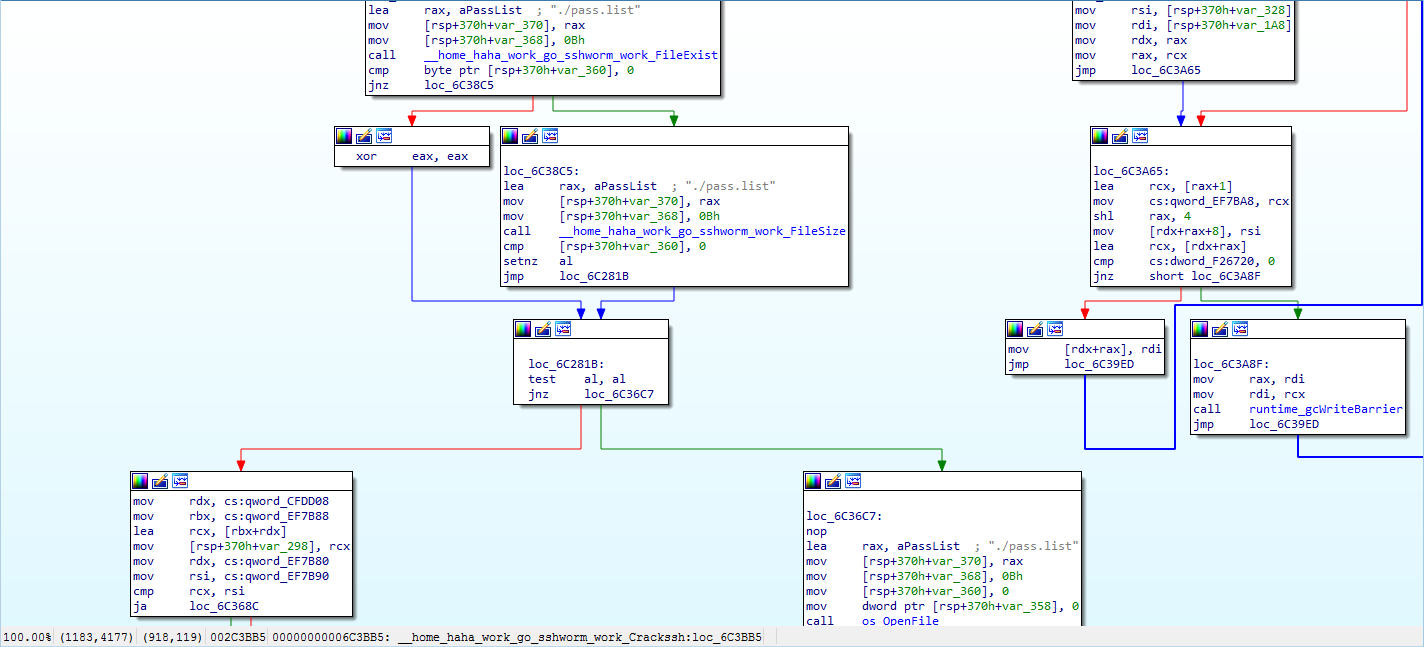 lea rax, aPassList ; "./pass.list"
mov [rsp+370h+var_370], rax
mov [rsp+370h+var_368], 0Bh
call __home_haha_work_go_sshworm_work_FileExist
cmp byte ptr [rsp+370h+var_360], 0
jnz loc_6C38C5
mov rsi, [rsp+370h+var_328]
mov rdi, [rsp+370h+var_1A8]
mov rdx, rax
mov rax, rcx
jmp loc_6C3A65
xor eax, eax
loc_6C38C5:
lea rax, aPassList ; "./pass.list"
mov [rsp+370h+var_370], rax
mov [rsp+370h+var_368], 0Bh
call __home_haha_work_go_sshworm_work_FileSize
cmp [rsp+370h+var_360], 0
setnz al
jmp loc_6C281B
loc_6C3A65:
lea rcx, [rax+1]
mov cs:qword_EF7BA8, rcx
shl rax, 4
mov [rdx+rax+8], rsi
lea rcx, [rdx+rax]
cmp cs:dword_F26720, 0
jnz short loc_6C3A8F
loc_6C281B:
test al, al
jnz loc_6C36C7
mov [rdx+rax], rdi
jmp loc_6C39ED
loc_6C3A8F:
mov rax, rdi
mov rdi, rcx
call runtime_gcWriteBarrier
jmp loc_6C39ED
mov rdx, cs:qword_CFDD08
mov rbx, cs:qword_EF7B88
lea rcx, [rbx+rdx]
mov [rsp+370h+var_298], rcx
mov rdx, cs:qword_EF7B80
mov rsi, cs:qword_EF7B90
cmp rcx, rsi
ja loc_6C368C
loc_6C36C7:
nop
lea rax, aPassList ; "./pass.list"
mov [rsp+370h+var_370], rax
mov [rsp+370h+var_368], 0Bh
mov [rsp+370h+var_360], 0
mov dword ptr [rsp+370h+var_358], 0
call os_OpenFile
100.00% (1183,4177) (918,119) 002C3BB5 00000000006C3BB5: __home_haha_work_go_sshworm_work_Crackssh:loc_6C3BB5